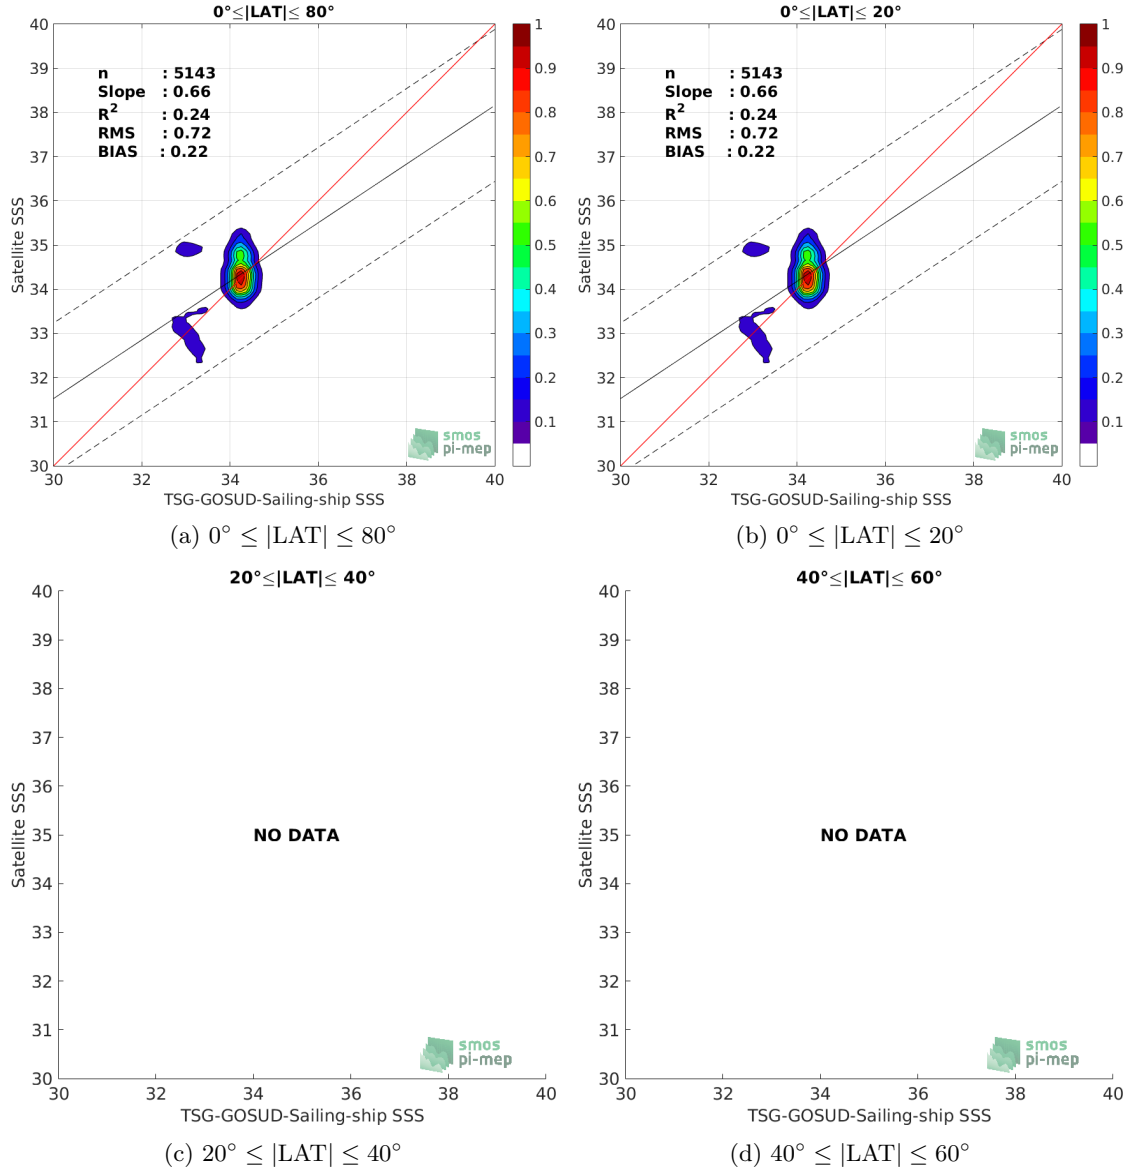 0°≤|LAT|≤ 80°
40
39
38
37
36
35
34
33
32
31
30
Satellite SSS
n : 5143
Slope : 0.66
R² : 0.24
RMS : 0.72
BIAS : 0.22
smos
pi-mep
30 32 34 36 38 40
TSG-GOSUD-Sailing-ship SSS
1
0.9
0.8
0.7
0.6
0.5
0.4
0.3
0.2
0.1
(a) 0° ≤ |LAT| ≤ 80°
0°≤|LAT|≤ 20°
40
39
38
37
36
35
34
33
32
31
30
Satellite SSS
n : 5143
Slope : 0.66
R² : 0.24
RMS : 0.72
BIAS : 0.22
smos
pi-mep
30 32 34 36 38 40
TSG-GOSUD-Sailing-ship SSS
1
0.9
0.8
0.7
0.6
0.5
0.4
0.3
0.2
0.1
(b) 0° ≤ |LAT| ≤ 20°
20°≤|LAT|≤ 40°
40
39
38
37
36
35
34
33
32
31
30
Satellite SSS
NO DATA
smos
pi-mep
30 32 34 36 38 40
TSG-GOSUD-Sailing-ship SSS
(c) 20° ≤ |LAT| ≤ 40°
40°≤|LAT|≤ 60°
40
39
38
37
36
35
34
33
32
31
30
Satellite SSS
NO DATA
smos
pi-mep
30 32 34 36 38 40
TSG-GOSUD-Sailing-ship SSS
(d) 40° ≤ |LAT| ≤ 60°